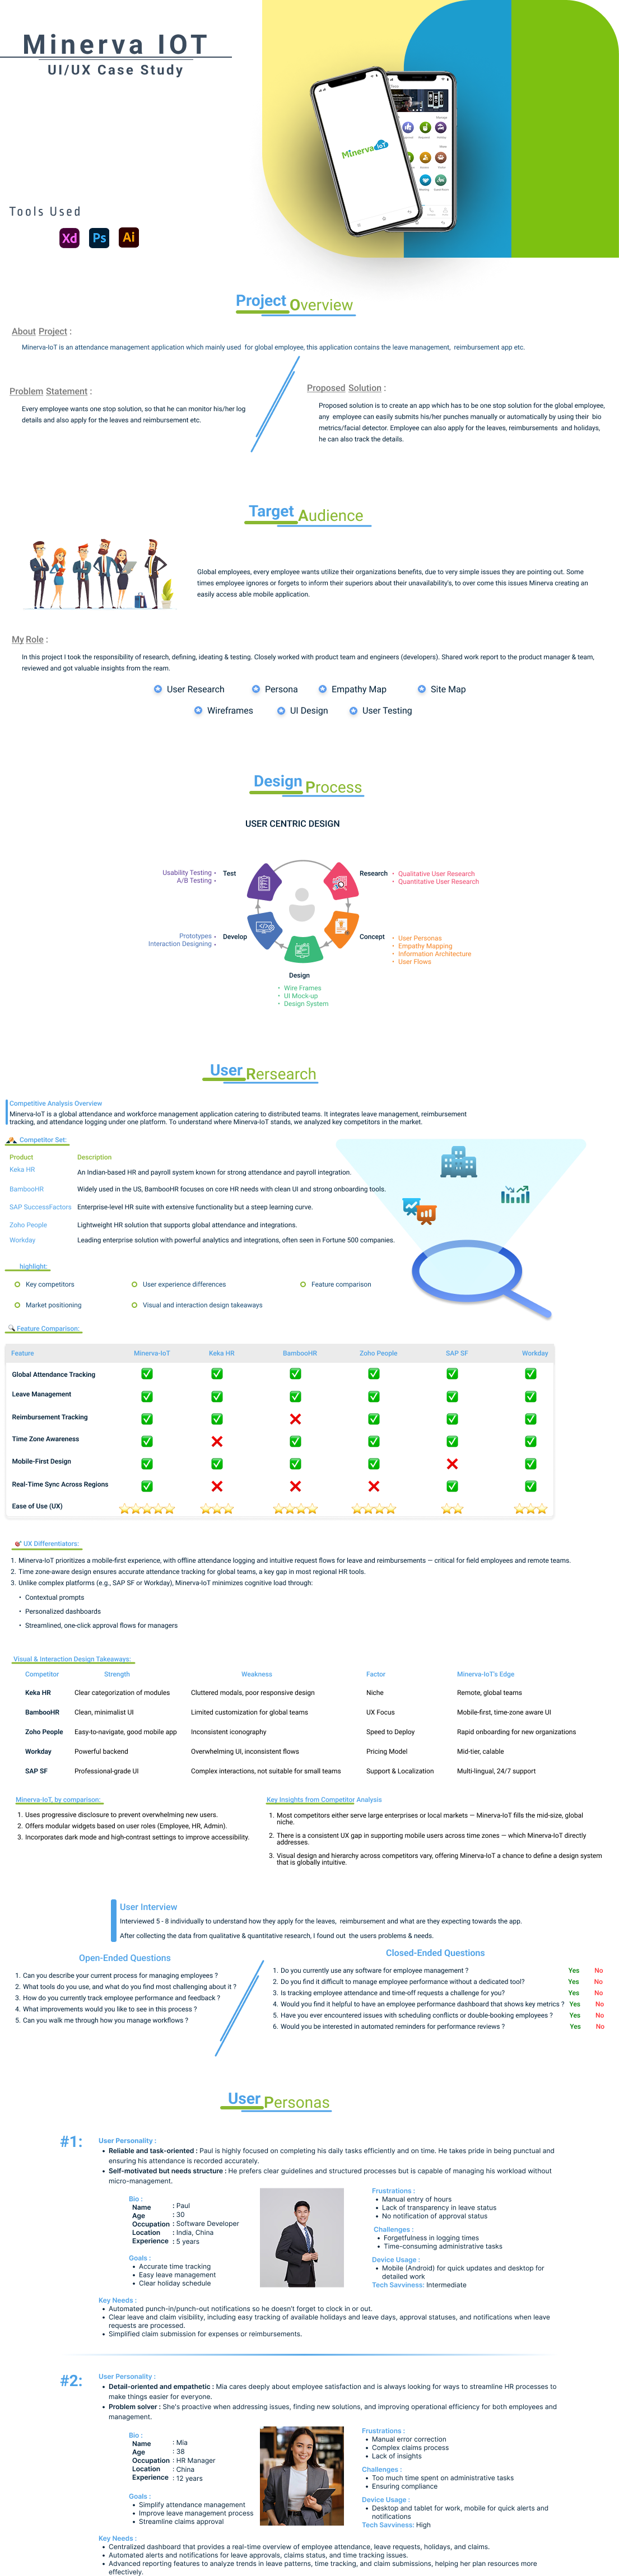 Minerva IOT
UI/UX Case Study
Minerva IoT
Tools Used
Xd Ps Ai
Project Overview
About Project :
Minerva-IoT is an attendance management application which mainly used for global employee, this application contains the leave management, reimbursement app etc.
Problem Statement :
Every employee wants one stop solution, so that he can monitor his/her log
details and also apply for the leaves and reimbursement etc.
Proposed Solution :
Proposed solution is to create an app which has to be one stop solution for the global employee,
any employee can easily submits his/her punches manually or automatically by using their bio
metrics/facial detector. Employee can also apply for the leaves, reimbursements and holidays,
he can also track the details.
Target Audience
Global employees, every employee wants utilize their organizations benefits, due to very simple issues they are pointing out. Some
times employee ignores or forgets to inform their superiors about their unavailability's, to over come this issues Minerva creating an
easily access able mobile application.
My Role :
In this project I took the responsibility of research, defining, ideating & testing. Closely worked with product team and engineers (developers). Shared work report to the product manager & team,
reviewed and got valuable insights from the ream.
User Research
Persona
Empathy Map
Site Map
Wireframes
UI Design
User Testing
Design Process
USER CENTRIC DESIGN
Usability Testing • Test
A/B Testing •
Research • Qualitative User Research
• Quantitative User Research
Prototypes • Develop
Interaction Designing •
Concept • User Personas
• Empathy Mapping
• Information Architecture
• User Flows
Design
• Wire Frames
• UI Mock-up
• Design System
User Rersearch
Competitive Analysis Overview
Minerva-IoT is a global attendance and workforce management application catering to distributed teams. It integrates leave management, reimbursement
tracking, and attendance logging under one platform. To understand where Minerva-IoT stands, we analyzed key competitors in the market.
Competitor Set:
Product Description
Keka HR An Indian-based HR and payroll system known for strong attendance and payroll integration.
BambooHR Widely used in the US, BambooHR focuses on core HR needs with clean UI and strong onboarding tools.
SAP SuccessFactors Enterprise-level HR suite with extensive functionality but a steep learning curve.
Zoho People Lightweight HR solution that supports global attendance and integrations.
Workday Leading enterprise solution with powerful analytics and integrations, often seen in Fortune 500 companies.
highlight:
Key competitors
User experience differences
Feature comparison
Market positioning
Visual and interaction design takeaways
Feature Comparison:
Feature Minerva-IoT Keka HR BambooHR Zoho People SAP SF Workday
Global Attendance Tracking ✅ ✅ ✅ ✅ ✅ ✅
Leave Management ✅ ✅ ✅ ✅ ✅ ✅
Reimbursement Tracking ✅ ✅ ❌ ✅ ✅ ✅
Time Zone Awareness ✅ ❌ ✅ ✅ ✅ ✅
Mobile-First Design ✅ ✅ ✅ ✅ ❌ ✅
Real-Time Sync Across Regions ✅ ❌ ❌ ❌ ✅ ✅
Ease of Use (UX) ⭐⭐⭐⭐⭐ ⭐⭐⭐ ⭐⭐⭐⭐ ⭐⭐⭐⭐ ⭐⭐ ⭐⭐⭐
UX Differentiators:
1. Minerva-IoT prioritizes a mobile-first experience, with offline attendance logging and intuitive request flows for leave and reimbursements — critical for field employees and remote teams.
2. Time zone-aware design ensures accurate attendance tracking for global teams, a key gap in most regional HR tools.
3. Unlike complex platforms (e.g., SAP SF or Workday), Minerva-IoT minimizes cognitive load through:
• Contextual prompts
• Personalized dashboards
• Streamlined, one-click approval flows for managers
Visual & Interaction Design Takeaways:
Competitor Strength Weakness Factor Minerva-IoT's Edge
Keka HR Clear categorization of modules Cluttered modals, poor responsive design Niche Remote, global teams
BambooHR Clean, minimalist UI Limited customization for global teams UX Focus Mobile-first, time-zone aware UI
Zoho People Easy-to-navigate, good mobile app Inconsistent iconography Speed to Deploy Rapid onboarding for new organizations
Workday Powerful backend Overwhelming UI, inconsistent flows Pricing Model Mid-tier, calable
SAP SF Professional-grade UI Complex interactions, not suitable for small teams Support & Localization Multi-lingual, 24/7 support
Minerva-IoT, by comparison:
1. Uses progressive disclosure to prevent overwhelming new users.
2. Offers modular widgets based on user roles (Employee, HR, Admin).
3. Incorporates dark mode and high-contrast settings to improve accessibility.
Key Insights from Competitor Analysis
1. Most competitors either serve large enterprises or local markets — Minerva-IoT fills the mid-size, global
niche.
2. There is a consistent UX gap in supporting mobile users across time zones — which Minerva-IoT directly
addresses.
3. Visual design and hierarchy across competitors vary, offering Minerva-IoT a chance to define a design system
that is globally intuitive.
User Interview
Interviewed 5 - 8 individually to understand how they apply for the leaves, reimbursement and what are they expecting towards the app.
After collecting the data from qualitative & quantitative research, I found out the users problems & needs.
Open-Ended Questions
1. Can you describe your current process for managing employees ?
2. What tools do you use, and what do you find most challenging about it ?
3. How do you currently track employee performance and feedback ?
4. What improvements would you like to see in this process ?
5. Can you walk me through how you manage workflows ?
Closed-Ended Questions
1. Do you currently use any software for employee management ? Yes No
2. Do you find it difficult to manage employee performance without a dedicated tool? Yes No
3. Is tracking employee attendance and time-off requests a challenge for you? Yes No
4. Would you find it helpful to have an employee performance dashboard that shows key metrics ? Yes No
5. Have you ever encountered issues with scheduling conflicts or double-booking employees ? Yes No
6. Would you be interested in automated reminders for performance reviews ? Yes No
User Personas
#1:
User Personality :
• Reliable and task-oriented : Paul is highly focused on completing his daily tasks efficiently and on time. He takes pride in being punctual and
ensuring his attendance is recorded accurately.
• Self-motivated but needs structure : He prefers clear guidelines and structured processes but is capable of managing his workload without
micro-management.
Bio :
Name : Paul
Age : 30
Occupation : Software Developer
Location : India, China
Experience : 5 years
Goals :
• Accurate time tracking
• Easy leave management
• Clear holiday schedule
Frustrations :
• Manual entry of hours
• Lack of transparency in leave status
• No notification of approval status
Challenges :
• Forgetfulness in logging times
• Time-consuming administrative tasks
Device Usage :
• Mobile (Android) for quick updates and desktop for
detailed work
Tech Savviness: Intermediate
Key Needs :
• Automated punch-in/punch-out notifications so he doesn't forget to clock in or out.
• Clear leave and claim visibility, including easy tracking of available holidays and leave days, approval statuses, and notifications when leave
requests are processed.
• Simplified claim submission for expenses or reimbursements.
#2:
User Personality :
• Detail-oriented and empathetic : Mia cares deeply about employee satisfaction and is always looking for ways to streamline HR processes to
make things easier for everyone.
• Problem solver : She's proactive when addressing issues, finding new solutions, and improving operational efficiency for both employees and
management.
Bio :
Name : Mia
Age : 38
Occupation : HR Manager
Location : China
Experience : 12 years
Goals :
• Simplify attendance management
• Improve leave management process
• Streamline claims approval
Frustrations :
• Manual error correction
• Complex claims process
• Lack of insights
Challenges :
• Too much time spent on administrative tasks
• Ensuring compliance
Device Usage :
• Desktop and tablet for work, mobile for quick alerts and
notifications
Tech Savviness: High
Key Needs :
• Centralized dashboard that provides a real-time overview of employee attendance, leave requests, holidays, and claims.
• Automated alerts and notifications for leave approvals, claims status, and time tracking issues.
• Advanced reporting features to analyze trends in leave patterns, time tracking, and claim submissions, helping her plan resources more
effectively.